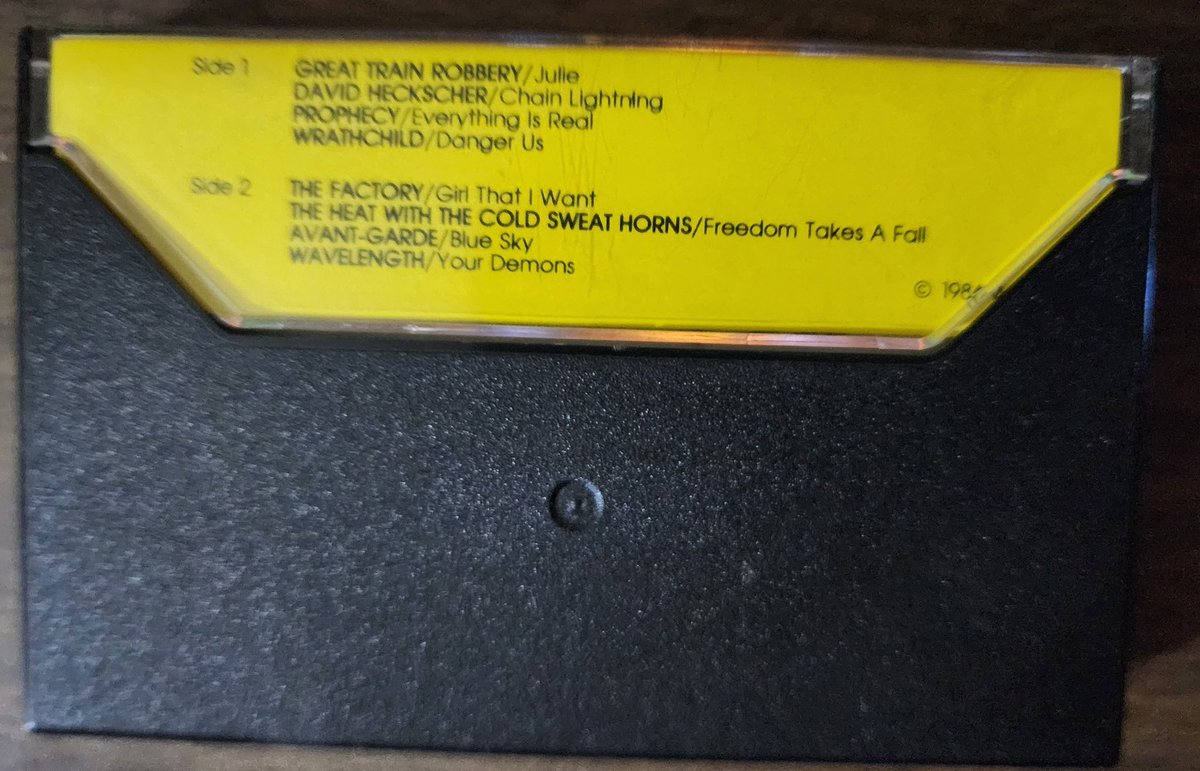 Side 1 GREAT TRAIN ROBBERY/Julie
DAVID HECKSCHER/Chain Lightning
PROPHECY/Everything Is Real
WRATHCHILD/Danger Us
Side 2 THE FACTORY/Girl That I Want
THE HEAT WITH THE COLD SWEAT HORNS/Freedom Takes A Fall
AVANT-GARDE/Blue Sky
WAVELENGTH/Your Demons
©